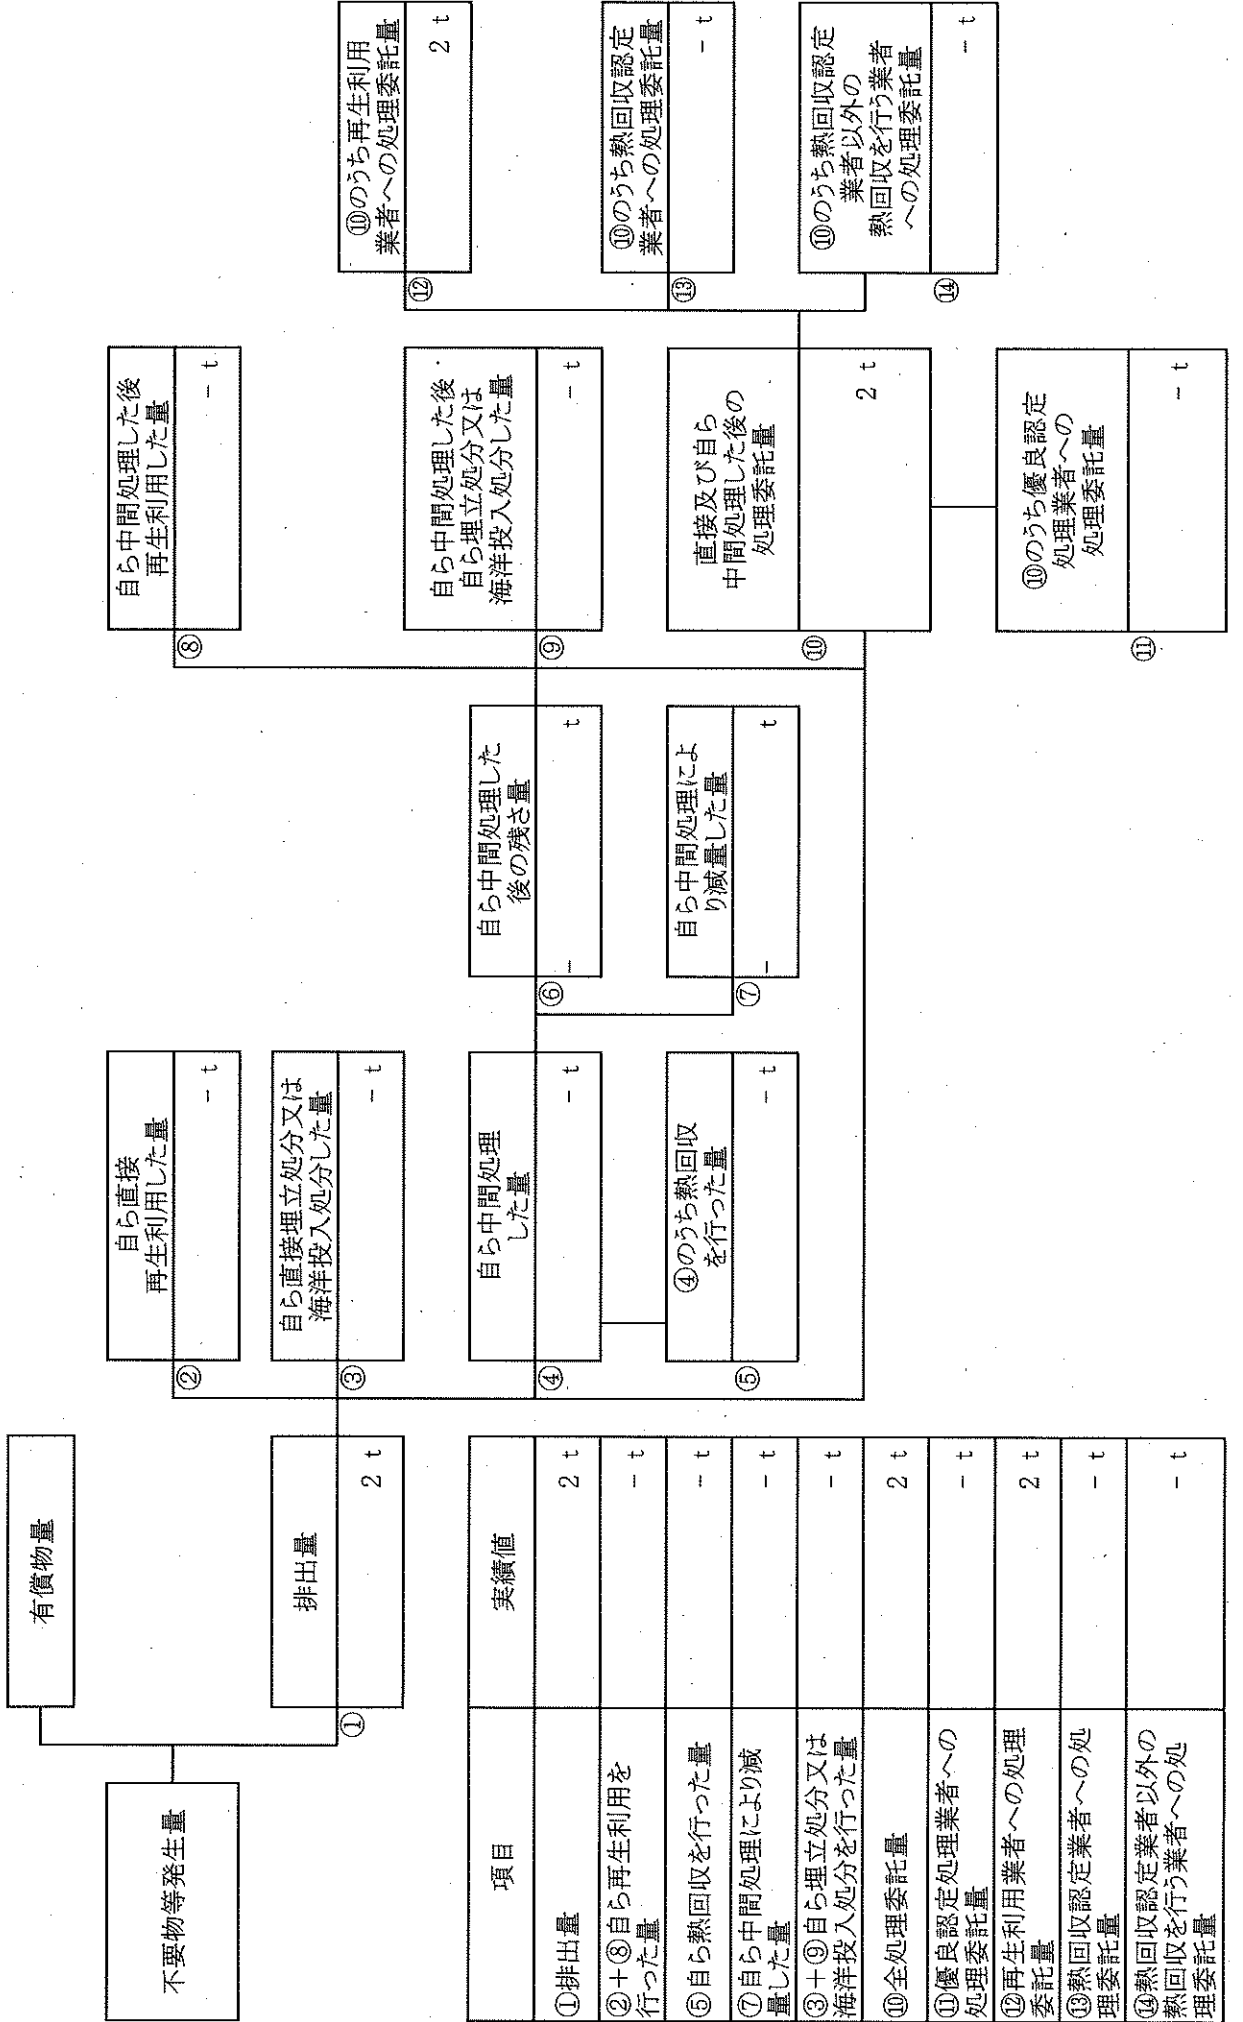 不要物等発生量
有償物量
排出量
① 2 t
自ら直接
再生利用した量
② - t
自ら直接埋立処分又は
海洋投入処分した量
③ - t
自ら中間処理
した量
④ - t
④のうち熱回収
を行った量
⑤ - t
自ら中間処理した
後の残さ量
⑥ - t
自ら中間処理によ
り減量した量
⑦ - t
自ら中間処理した後
再生利用した量
⑧ - t
自ら中間処理した後
自ら埋立処分又は
海洋投入処分した量
⑨ - t
直接及び自ら
中間処理した後の
処理委託量
⑩ 2 t
⑩のうち優良認定
処理業者への
処理委託量
⑪ - t
⑩のうち再生利用
業者への処理委託量
⑫ 2 t
⑩のうち熱回収認定
業者への処理委託量
⑬ - t
⑩のうち熱回収認定
業者以外の
熱回収を行う業者
への処理委託量
⑭ - t
項目 実績値
①排出量 2 t
②+⑧自ら再生利用を
行った量 - t
⑤自ら熱回収を行った量 - t
⑦自ら中間処理により減
量した量 - t
③+⑨自ら埋立処分又は
海洋投入処分を行った量 - t
⑩全処理委託量 2 t
⑪優良認定処理業者への
処理委託量 - t
⑫再生利用業者への処理
委託量 2 t
⑬熱回収認定業者への処
理委託量 - t
⑭熱回収認定業者以外の
熱回収を行う業者への処
理委託量 - t